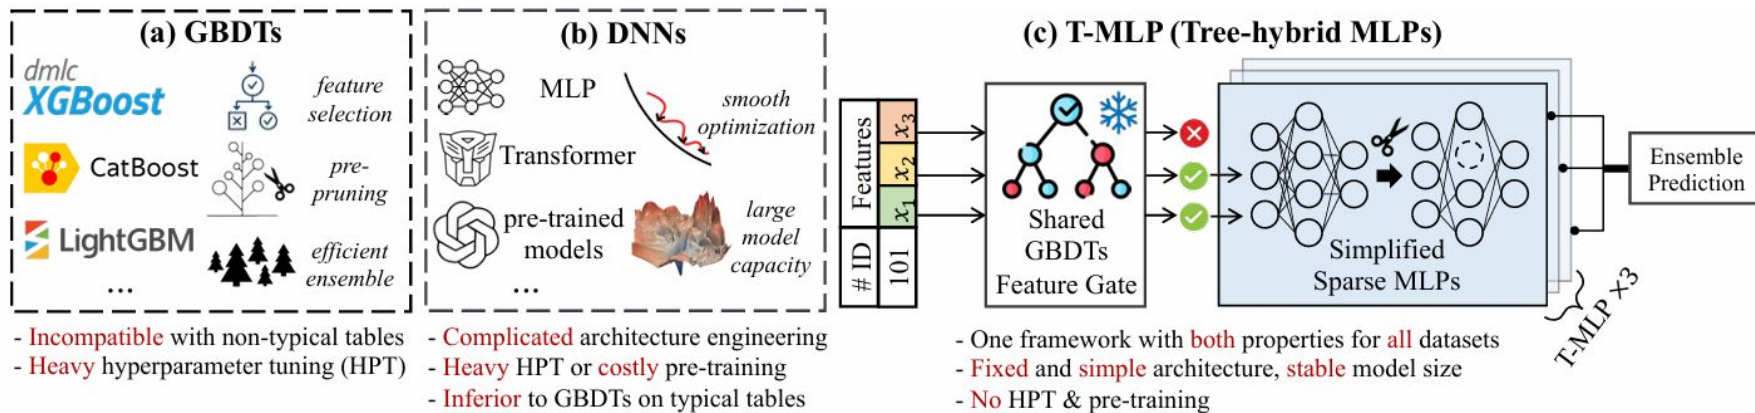 (a) GBDTs
dmlc
XGBoost
feature
selection
CatBoost
pre-
pruning
LightGBM
efficient
ensemble
...
- Incompatible with non-typical tables
- Heavy hyperparameter tuning (HPT)
(b) DNNs
MLP
smooth
optimization
Transformer
pre-trained
models
large
model
capacity
...
- Complicated architecture engineering
- Heavy HPT or costly pre-training
- Inferior to GBDTs on typical tables
(c) T-MLP (Tree-hybrid MLPs)
# ID
Features
101
x1
x2
x3
Shared
GBDTs
Feature Gate
Simplified
Sparse MLPs
T-MLP ×3
Ensemble
Prediction
- One framework with both properties for all datasets
- Fixed and simple architecture, stable model size
- No HPT & pre-training